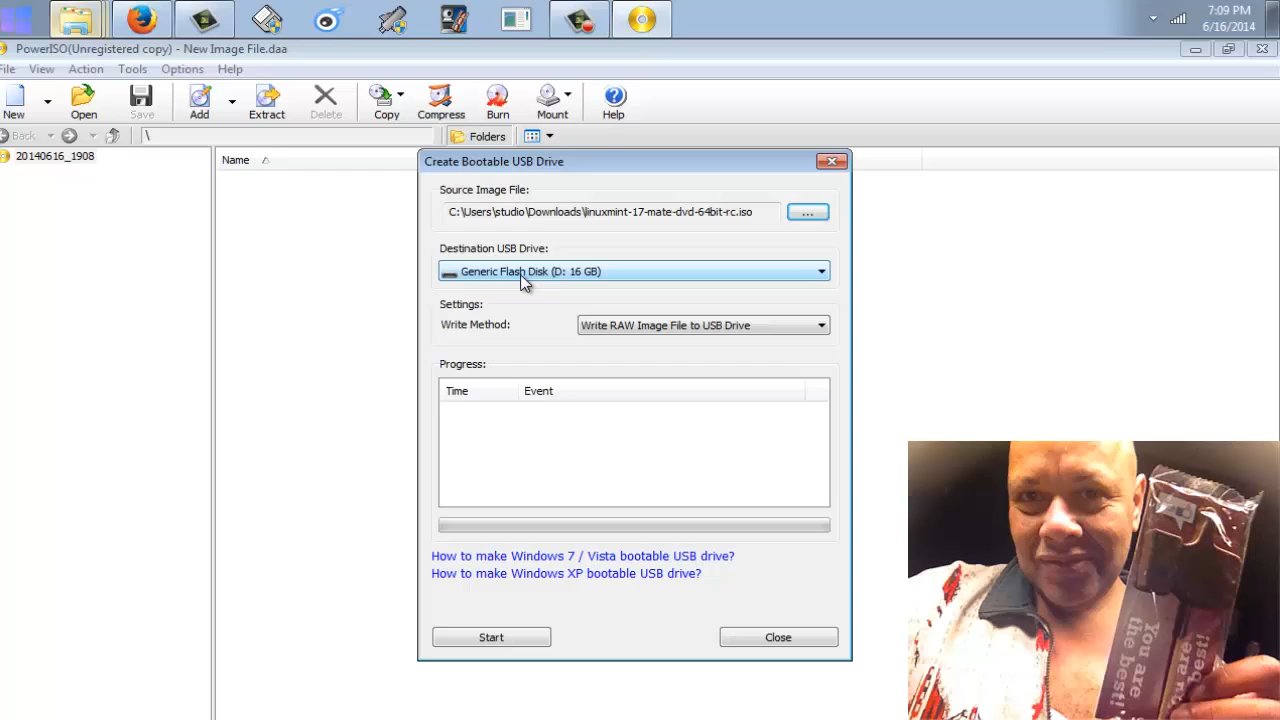 7:09 PM
6/16/2014
PowerISO(Unregistered copy) - New Image File.daa
File View Action Tools Options Help
New Open Save Add Extract Delete Copy Compress Burn Mount Help
Back \ Folders
20140616_1908
Name
Create Bootable USB Drive
Source Image File:
C:\Users\studio\Downloads\linuxmint-17-mate-dvd-64bit-rc.iso
...
Destination USB Drive:
Generic Flash Disk (D: 16 GB)
Settings:
Write Method: Write RAW Image File to USB Drive
Progress:
Time Event
How to make Windows 7 / Vista bootable USB drive?
How to make Windows XP bootable USB drive?
Start Close
You are
the best!
you are
best!